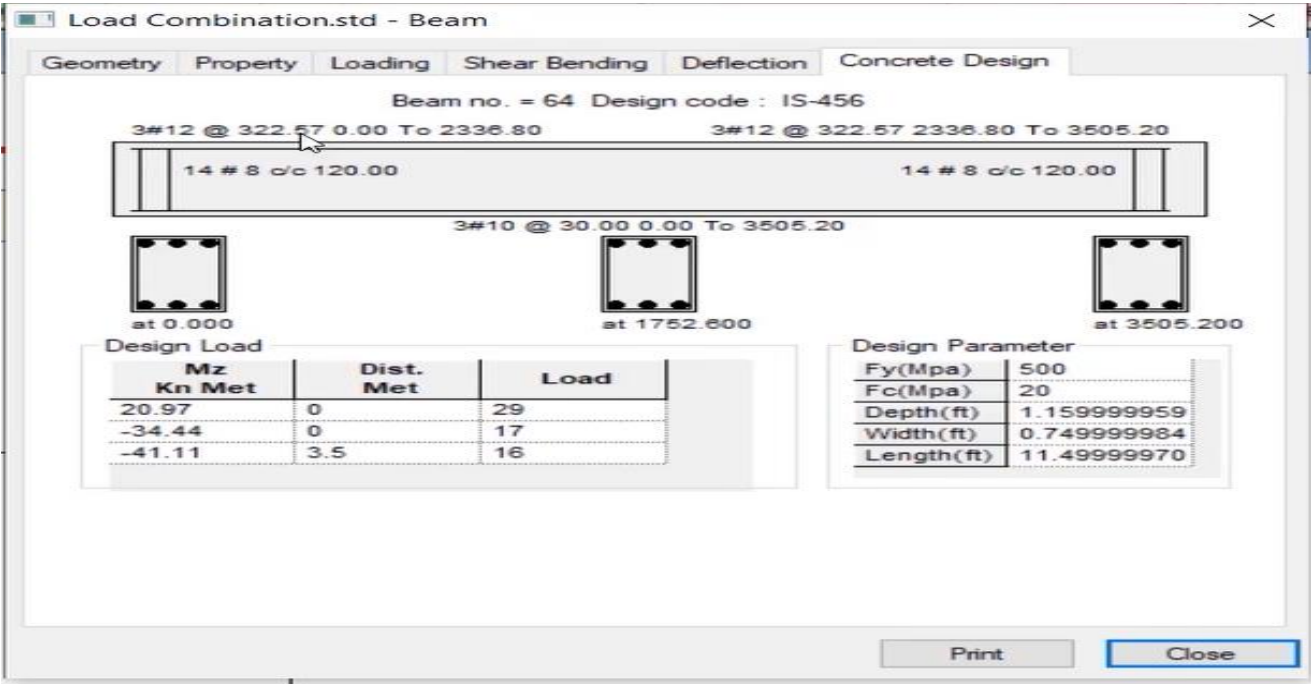 Load Combination.std - Beam
Geometry Property Loading Shear Bending Deflection Concrete Design
Beam no. = 64 Design code : IS-456
3#12 @ 322.57 0.00 To 2336.80 3#12 @ 322.57 2336.80 To 3505.20
14 # 8 c/c 120.00 14 # 8 c/c 120.00
3#10 @ 30.00 0.00 To 3505.20
at 0.000 at 1752.600 at 3505.200
Design Load Design Parameter
Mz Dist. Load
Kn Met Met
20.97 0 29
-34.44 0 17
-41.11 3.5 16
Fy(Mpa) 500
Fc(Mpa) 20
Depth(ft) 1.159999959
Width(ft) 0.749999984
Length(ft) 11.49999970
Print Close